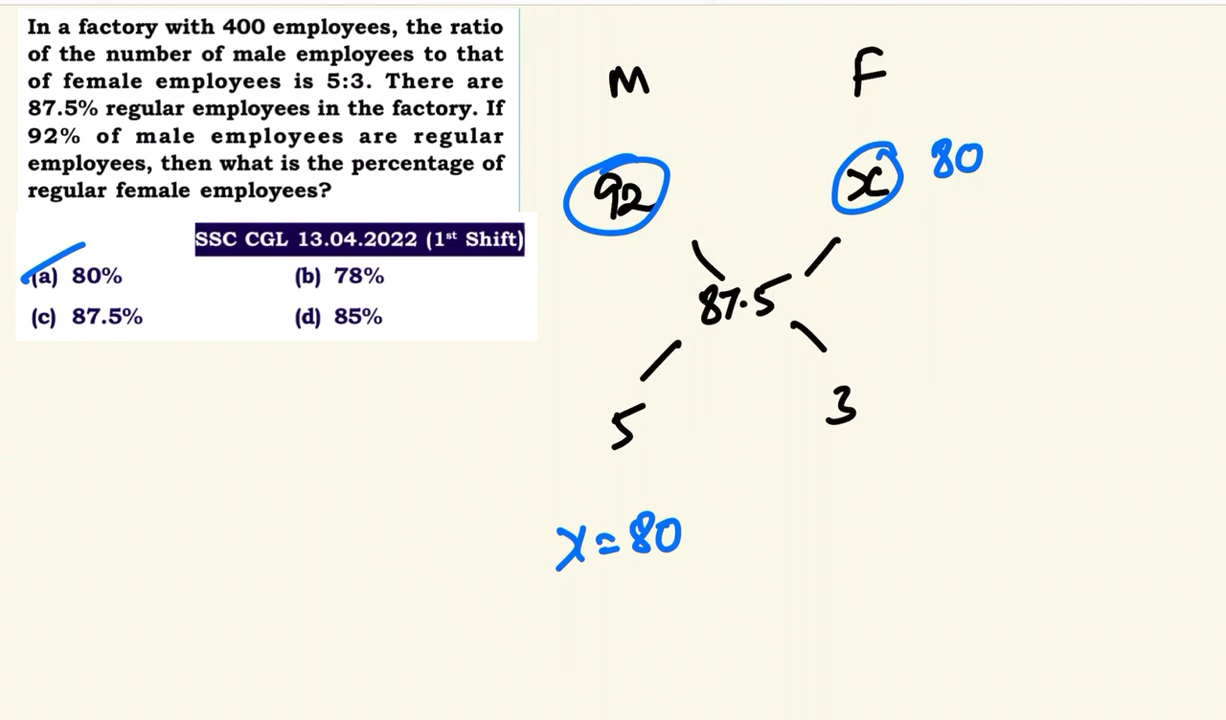 In a factory with 400 employees, the ratio
of the number of male employees to that
of female employees is 5:3. There are
87.5% regular employees in the factory. If
92% of male employees are regular
employees, then what is the percentage of
regular female employees?
SSC CGL 13.04.2022 (1st Shift)
(a) 80% (b) 78%
(c) 87.5% (d) 85%
M F
92 x 80
87.5
5 3
x = 80